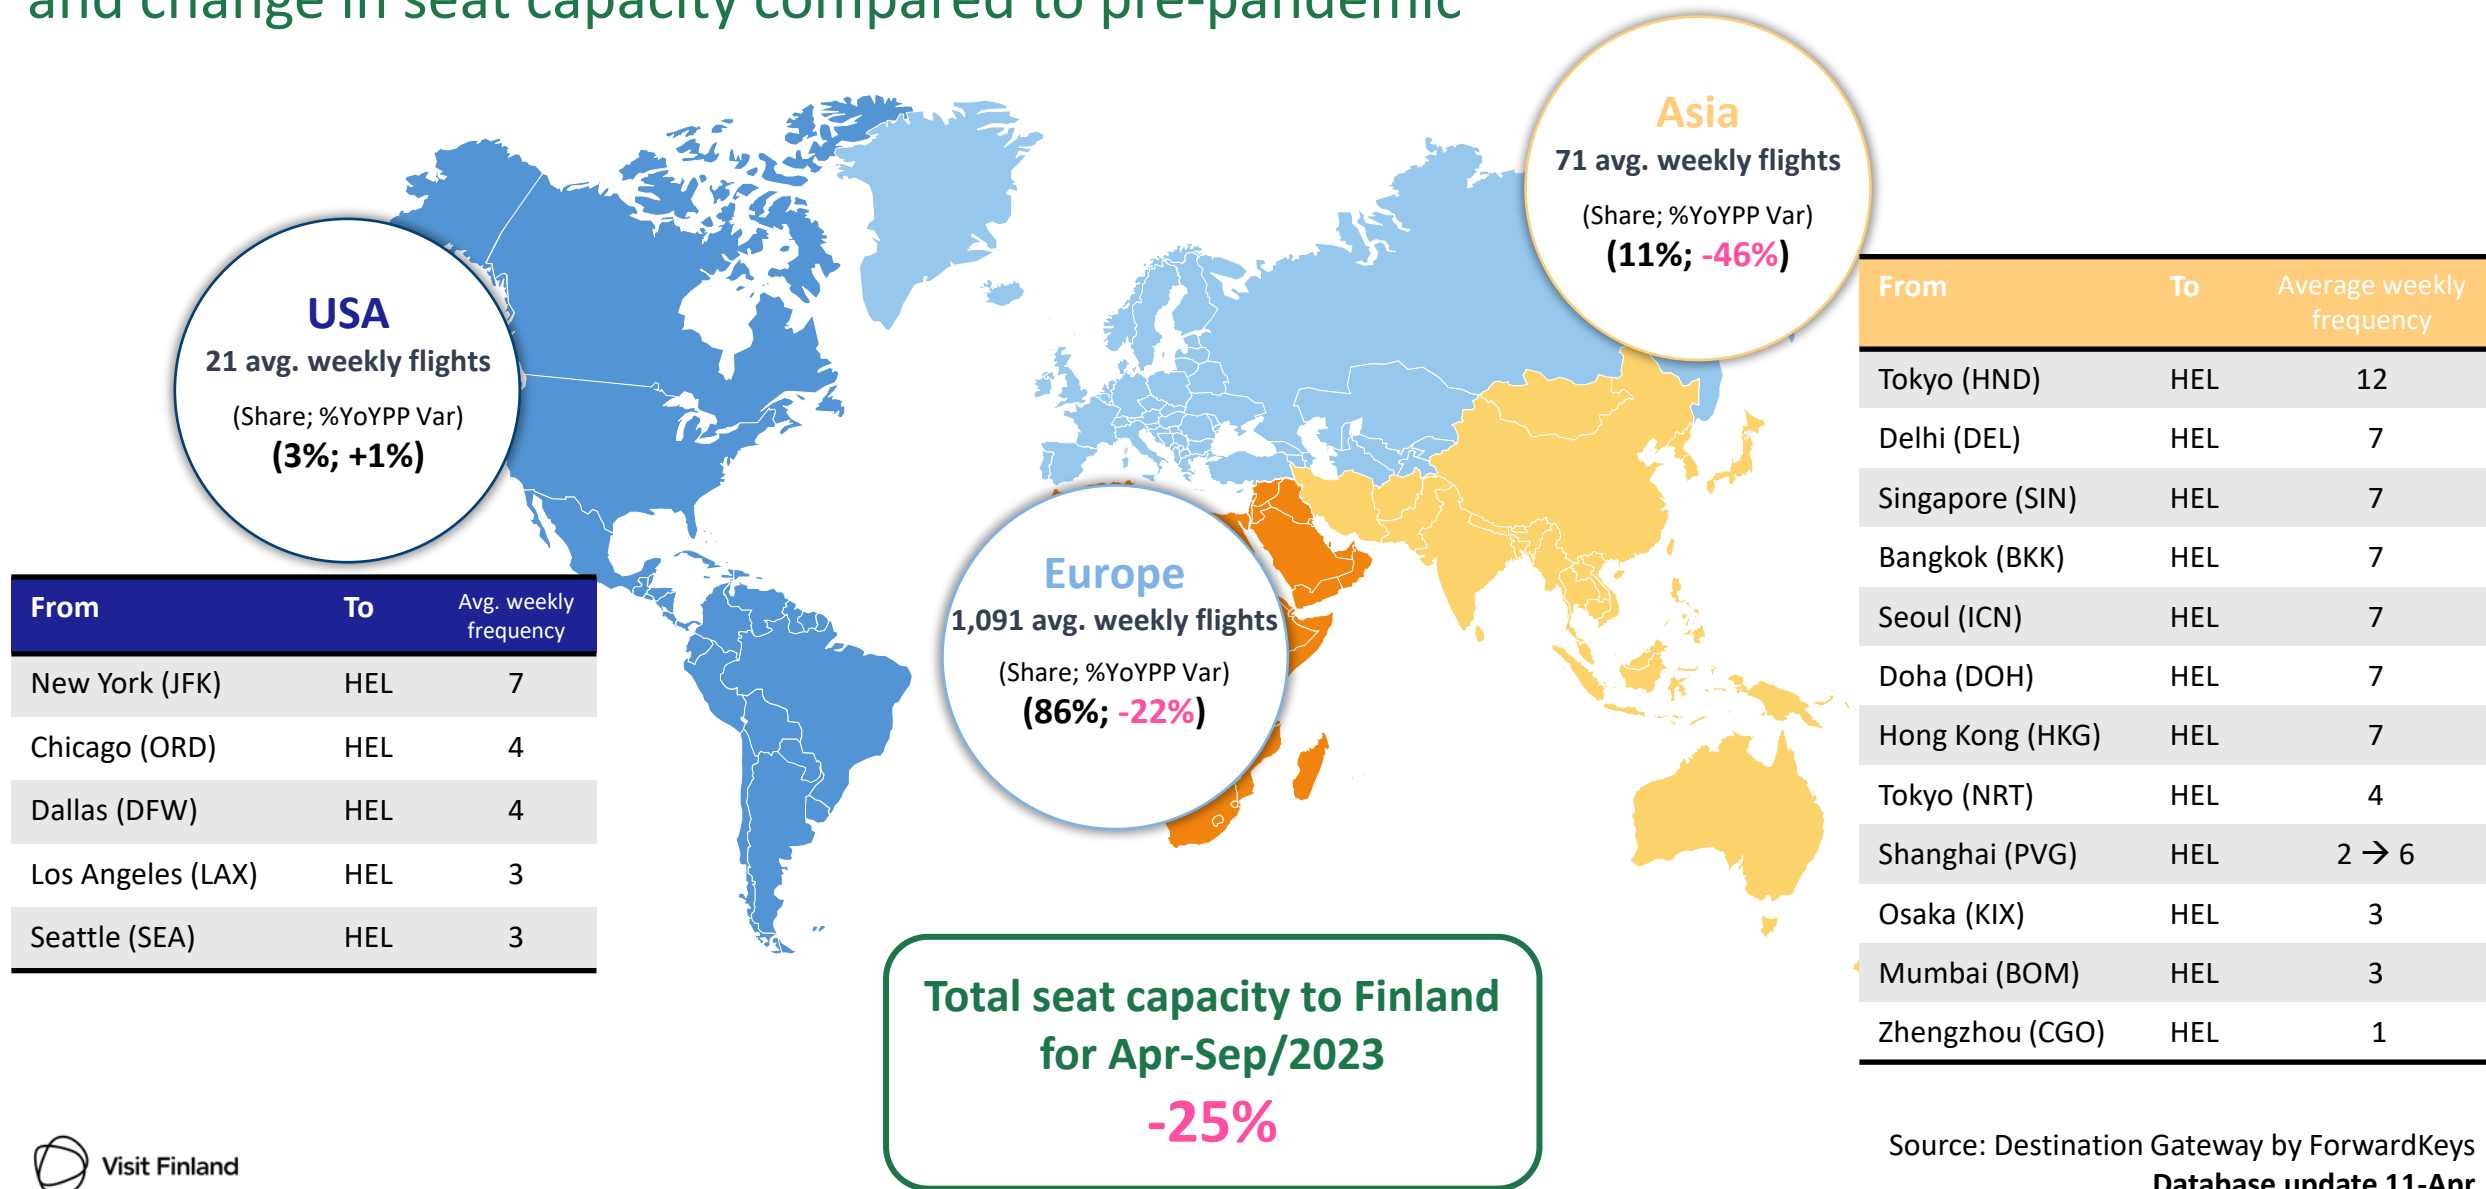 and change in seat capacity compared to pre-pandemic
Asia
71 avg. weekly flights
(Share; %YoYPP Var)
(11%; -46%)
USA
21 avg. weekly flights
(Share; %YoYPP Var)
(3%; +1%)
Europe
1,091 avg. weekly flights
(Share; %YoYPP Var)
(86%; -22%)
From To Avg. weekly
frequency
New York (JFK) HEL 7
Chicago (ORD) HEL 4
Dallas (DFW) HEL 4
Los Angeles (LAX) HEL 3
Seattle (SEA) HEL 3
From To Average weekly
frequency
Tokyo (HND) HEL 12
Delhi (DEL) HEL 7
Singapore (SIN) HEL 7
Bangkok (BKK) HEL 7
Seoul (ICN) HEL 7
Doha (DOH) HEL 7
Hong Kong (HKG) HEL 7
Tokyo (NRT) HEL 4
Shanghai (PVG) HEL 2 → 6
Osaka (KIX) HEL 3
Mumbai (BOM) HEL 3
Zhengzhou (CGO) HEL 1
Total seat capacity to Finland
for Apr-Sep/2023
-25%
Visit Finland
Source: Destination Gateway by ForwardKeys
Database update 11-Apr